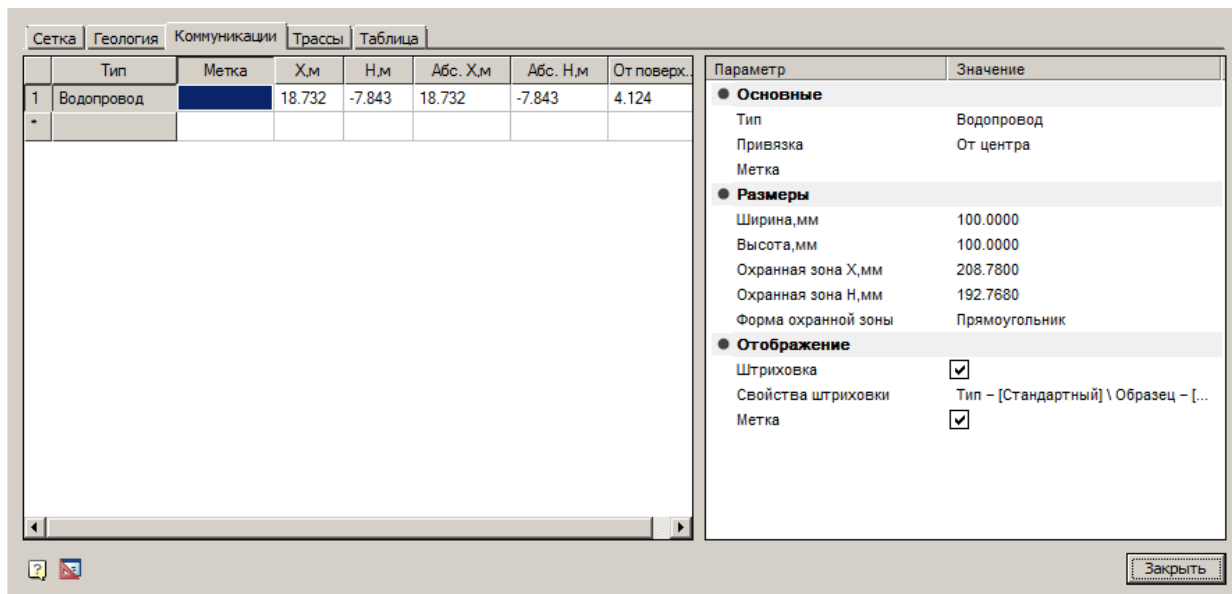 Сетка Геология Коммуникации Трассы Таблица
Тип Метка X,м Н,м Абс. X,м Абс. Н,м От поверх..
1 Водопровод 18.732 -7.843 18.732 -7.843 4.124
*
Параметр Значение
Основные
Тип Водопровод
Привязка От центра
Метка
Размеры
Ширина,мм 100.0000
Высота,мм 100.0000
Охранная зона X,мм 208.7800
Охранная зона Н,мм 192.7680
Форма охранной зоны Прямоугольник
Отображение
Штриховка
Свойства штриховки Тип – [Стандартный] \ Образец – [...
Метка
Закрыть